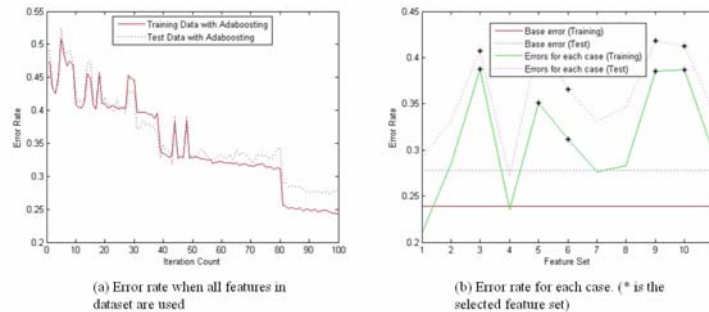 Training Data with Adaboosting
Test Data with Adaboosting
Error Rate
0.55
0.5
0.45
0.4
0.35
0.3
0.25
0.2
0 10 20 30 40 50 60 70 80 90 100
Iteration Count
(a) Error rate when all features in
dataset are used
Base error (Training)
Base error (Test)
Errors for each case (Training)
Errors for each case (Test)
Error Rate
0.45
0.4
0.35
0.3
0.25
0.2
1 2 3 4 5 6 7 8 9 10
Feature Set
(b) Error rate for each case. (* is the
selected feature set)